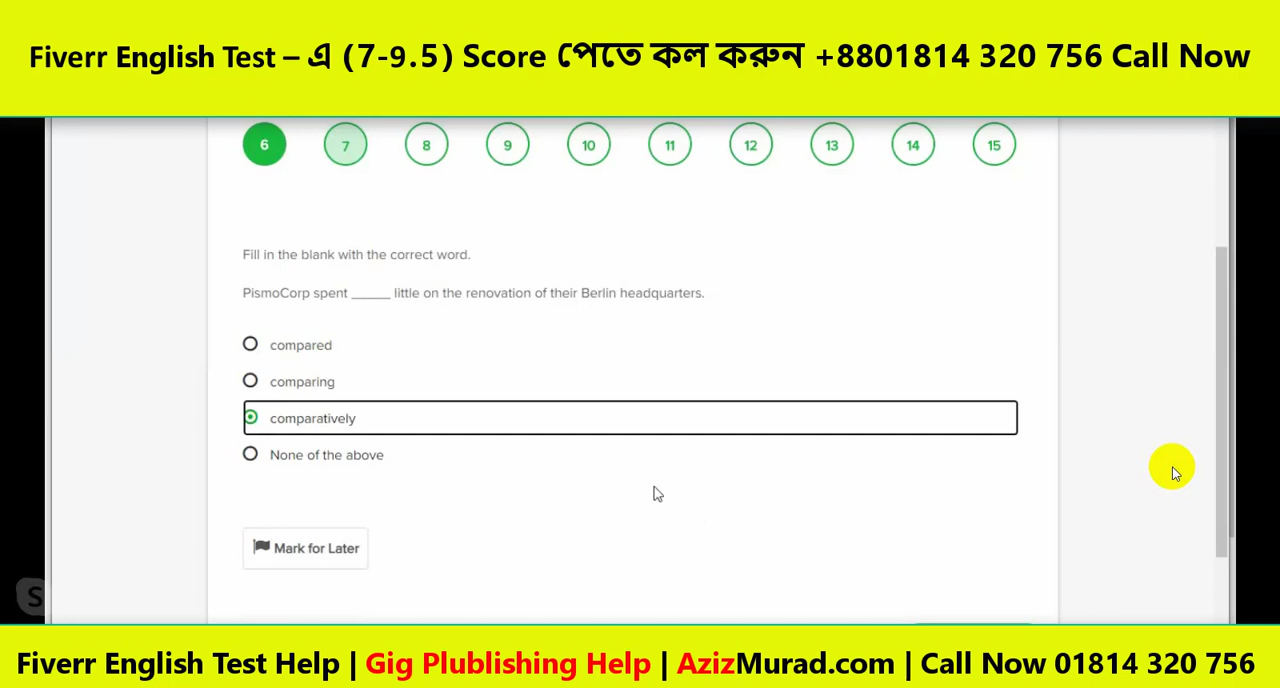 Fiverr English Test – এ (7-9.5) Score পেতে কল করুন +8801814 320 756 Call Now
6 7 8 9 10 11 12 13 14 15
Fill in the blank with the correct word.
PismoCorp spent _____ little on the renovation of their Berlin headquarters.
compared
comparing
comparatively
None of the above
Mark for Later
S
Fiverr English Test Help | Gig Plublishing Help | AzizMurad.com | Call Now 01814 320 756